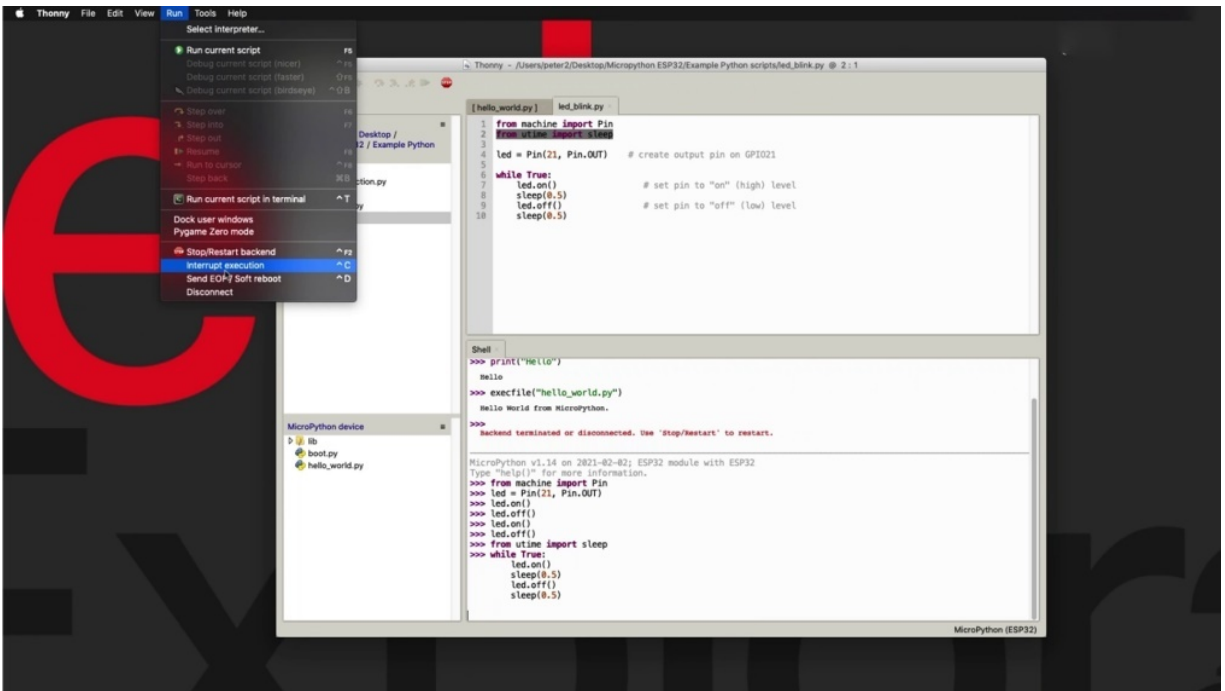 Thonny File Edit View Run Tools Help
Select interpreter...
Run current script F5
Debug current script (nicer) ^F5
Debug current script (faster) ⇧F5
Debug current script (birdseye) ^⇧B
Step over F6
Step into F7
Step out
Resume F8
Run to cursor ^F8
Step back ⌘B
Run current script in terminal ^T
Dock user windows
Pygame Zero mode
Stop/Restart backend ^F2
Interrupt execution ^C
Send EOF / Soft reboot ^D
Disconnect
Thonny - /Users/peter2/Desktop/Micropython ESP32/Example Python scripts/led_blink.py @ 2 : 1
Desktop /
32 / Example Python
ction.py
py
[ hello_world.py ] led_blink.py
1 from machine import Pin
2 from utime import sleep
3
4 led = Pin(21, Pin.OUT) # create output pin on GPIO21
5
6 while True:
7 led.on() # set pin to "on" (high) level
8 sleep(0.5)
9 led.off() # set pin to "off" (low) level
10 sleep(0.5)
Shell
>>> print("Hello")
Hello
>>> execfile("hello_world.py")
Hello World from MicroPython.
>>>
Backend terminated or disconnected. Use 'Stop/Restart' to restart.
MicroPython v1.14 on 2021-02-02; ESP32 module with ESP32
Type "help()" for more information.
>>> from machine import Pin
>>> led = Pin(21, Pin.OUT)
>>> led.on()
>>> led.off()
>>> led.on()
>>> led.off()
>>> from utime import sleep
>>> while True:
led.on()
sleep(0.5)
led.off()
sleep(0.5)
MicroPython device
lib
boot.py
hello_world.py
MicroPython (ESP32)